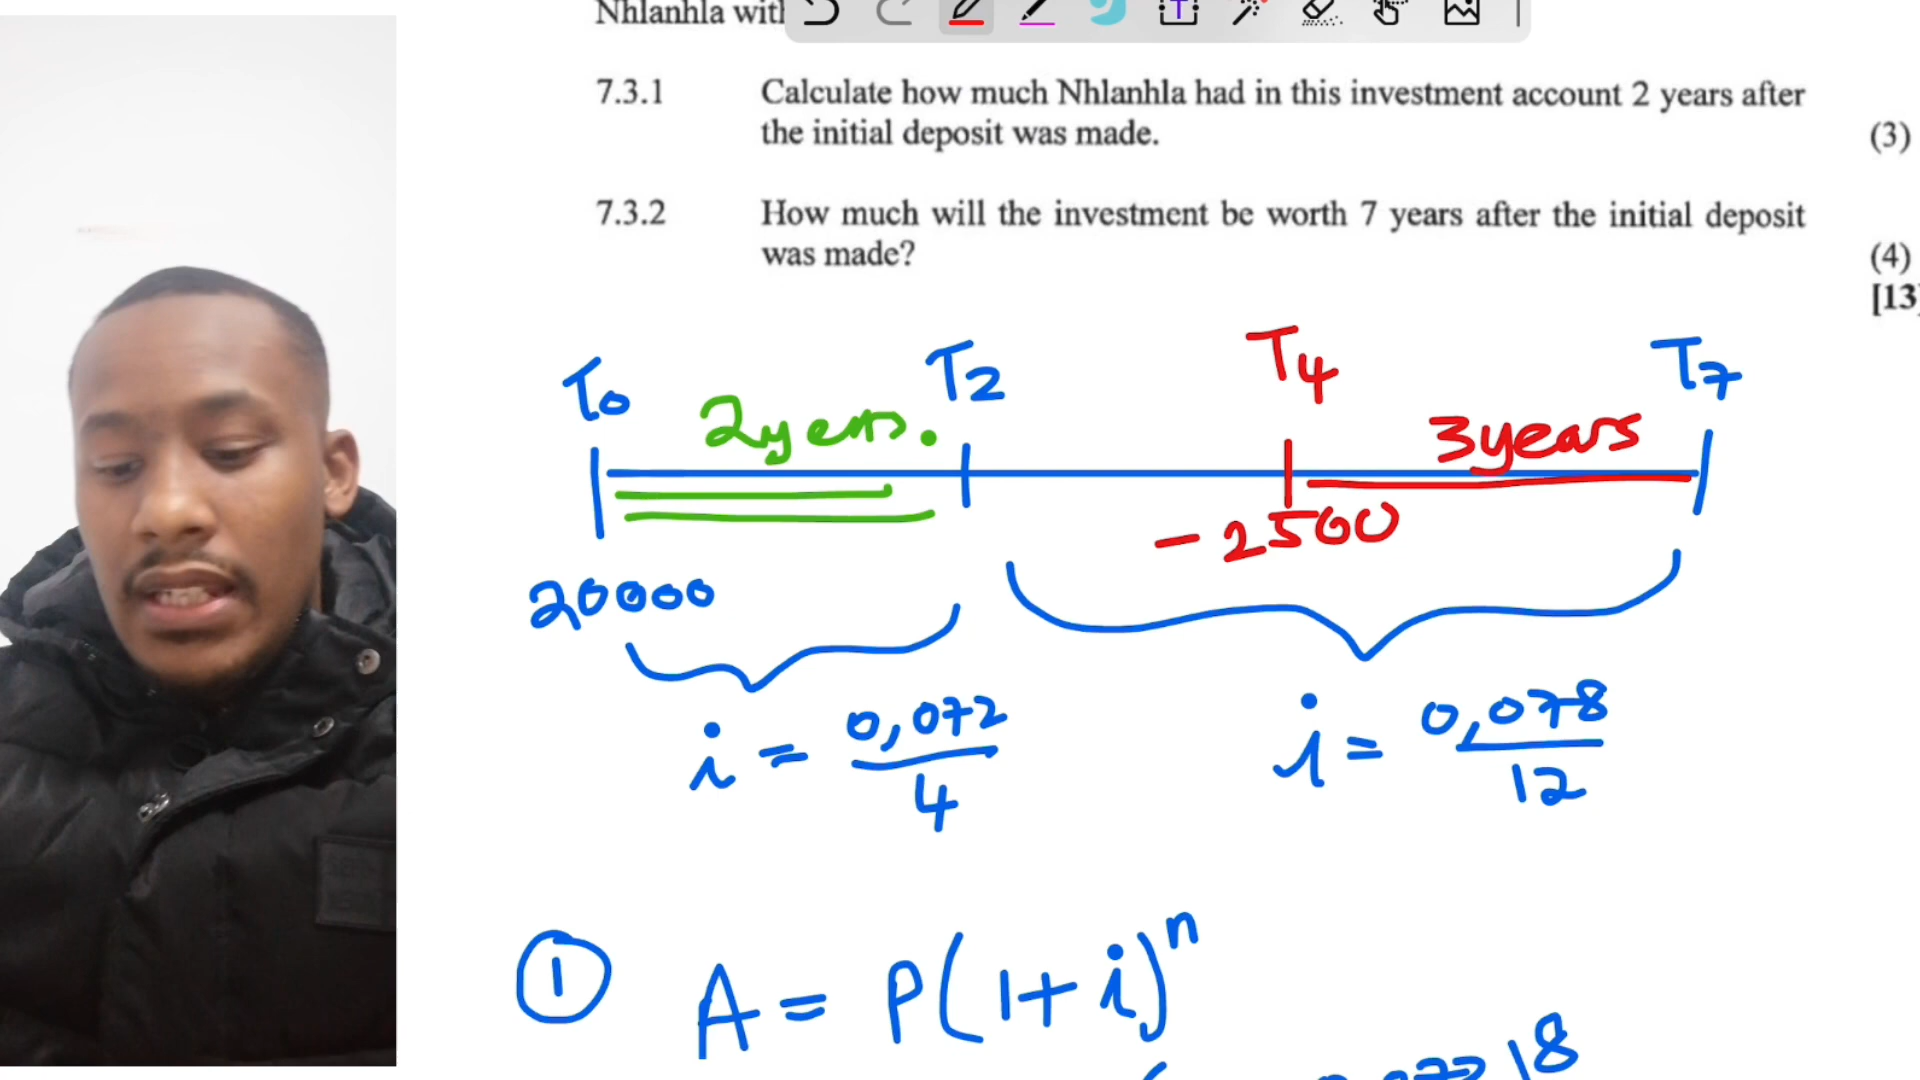 Nhlanhla with
7.3.1 Calculate how much Nhlanhla had in this investment account 2 years after
the initial deposit was made. (3)
7.3.2 How much will the investment be worth 7 years after the initial deposit
was made? (4)
[13]
T0 T2 T4 T7
2years. 3years
-2500
20000
i = 0,072/4 i = 0,078/12
1 A = P(1+i)^n